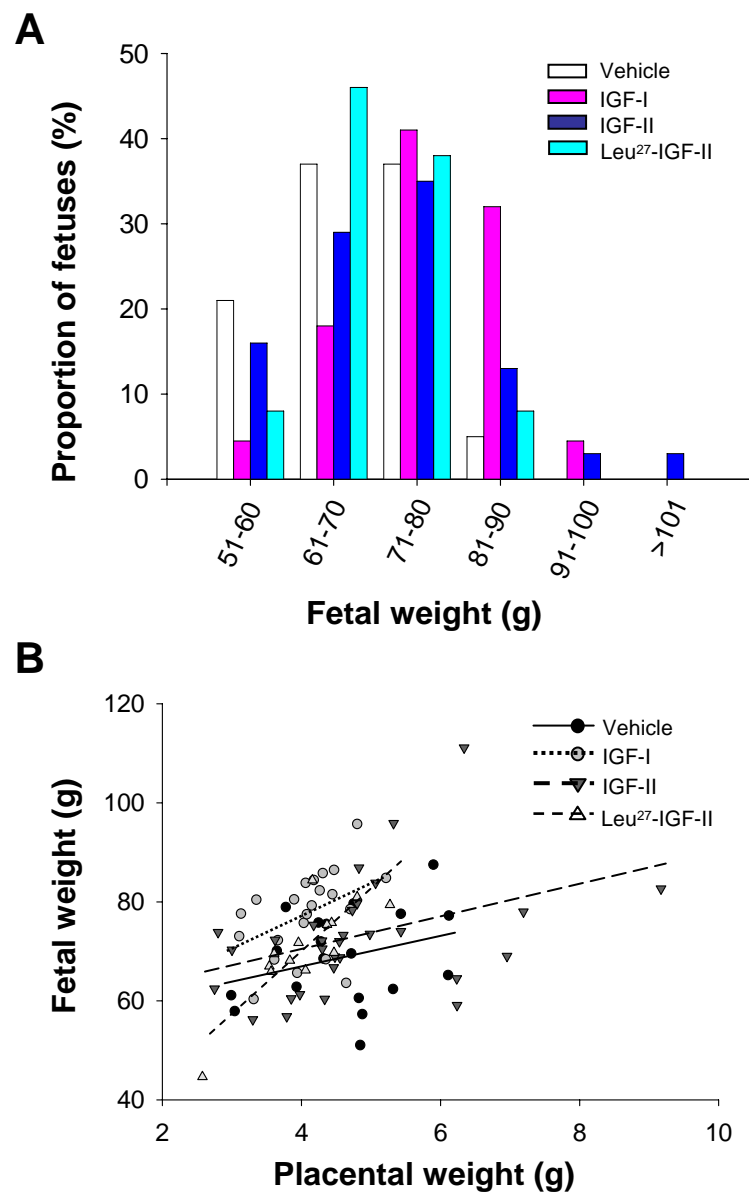 A
50
40
30
20
10
0
Proportion of fetuses (%)
Vehicle
IGF-I
IGF-II
Leu²⁷-IGF-II
51-60
61-70
71-80
81-90
91-100
>101
Fetal weight (g)
B
120
100
80
60
40
Fetal weight (g)
Vehicle
IGF-I
IGF-II
Leu²⁷-IGF-II
2 4 6 8 10
Placental weight (g)